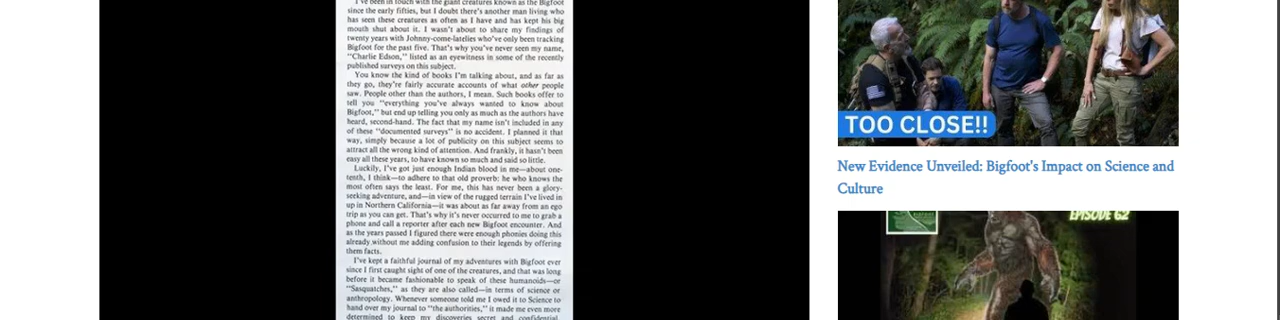 I've been in touch with the giant creatures known as the Bigfoot
since the early fifties, but I doubt there's another man living who
has seen these creatures as often as I have and has kept his big
mouth shut about it. I wasn't about to share my findings of
twenty years with Johnny-come-latelies who've only been tracking
Bigfoot for the past five. That's why you've never seen my name,
"Charlie Edson," listed as an eyewitness in some of the recently
published surveys on this subject.
You know the kind of books I'm talking about, and as far as
they go, they're fairly accurate accounts of what other people
saw. People other than the authors, I mean. Such books offer to
tell you "everything you've always wanted to know about
Bigfoot," but end up telling you only as much as the authors have
heard, second-hand. The fact that my name isn't included in any
of these "documented surveys" is no accident. I planned it that
way, simply because a lot of publicity on this subject seems to
attract all the wrong kind of attention. And frankly, it hasn't been
easy all these years, to have known so much and said so little.
Luckily, I've got just enough Indian blood in me—about one-
tenth, I think—to adhere to that old proverb: he who knows the
most often says the least. For me, this has never been a glory-
seeking adventure, and—in view of the rugged terrain I've lived in
up in Northern California—it was about as far away from an ego
trip as you can get. That's why it's never occurred to me to grab a
phone and call a reporter after each new Bigfoot encounter. And
as the years passed I figured there were enough phonies doing this
already without me adding confusion to their legends by offering
them facts.
I've kept a faithful journal of my adventures with Bigfoot ever
since I first caught sight of one of the creatures, and that was long
before it became fashionable to speak of these humanoids—or
"Sasquatches," as they are also called—in terms of science or
anthropology. Whenever someone told me I owed it to Science to
hand over my journal to "the authorities," it made me even more
determined to keep my discoveries secret and confidential.
TOO CLOSE!!
New Evidence Unveiled: Bigfoot's Impact on Science and
Culture
EPISODE 62